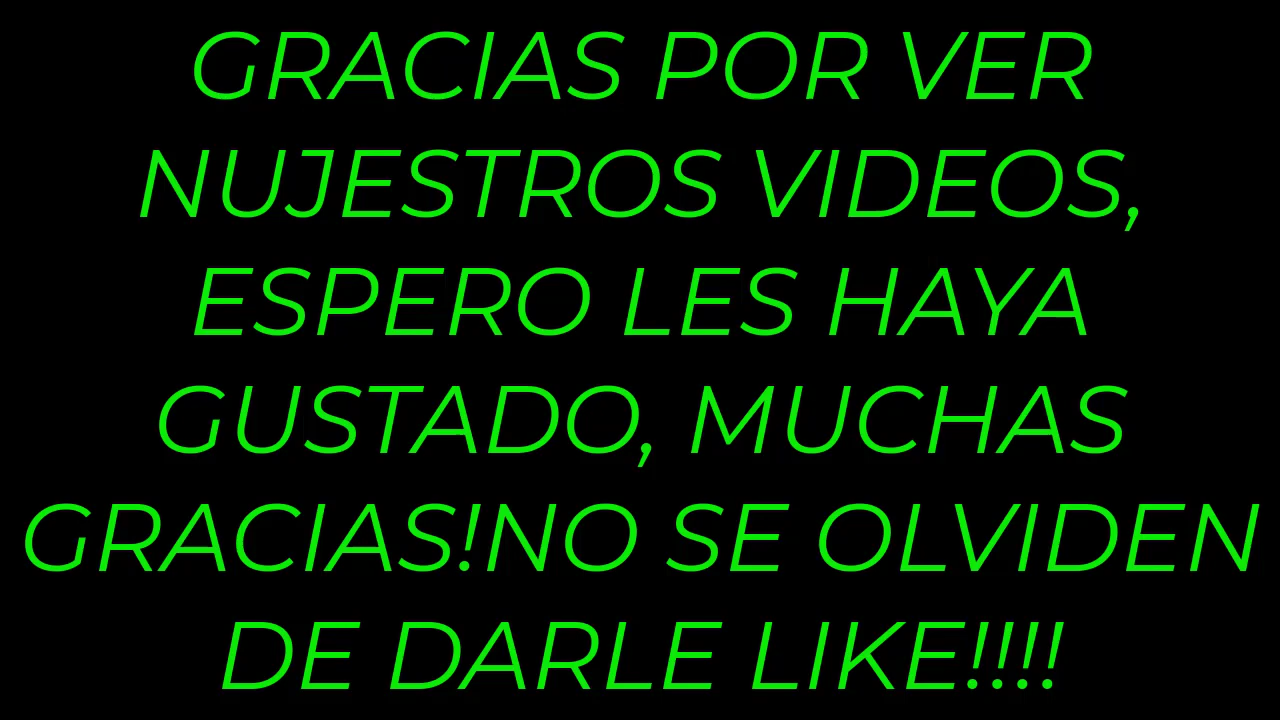 GRACIAS POR VER
NUJESTROS VIDEOS,
ESPERO LES HAYA
GUSTADO, MUCHAS
GRACIAS!NO SE OLVIDEN
DE DARLE LIKE!!!!